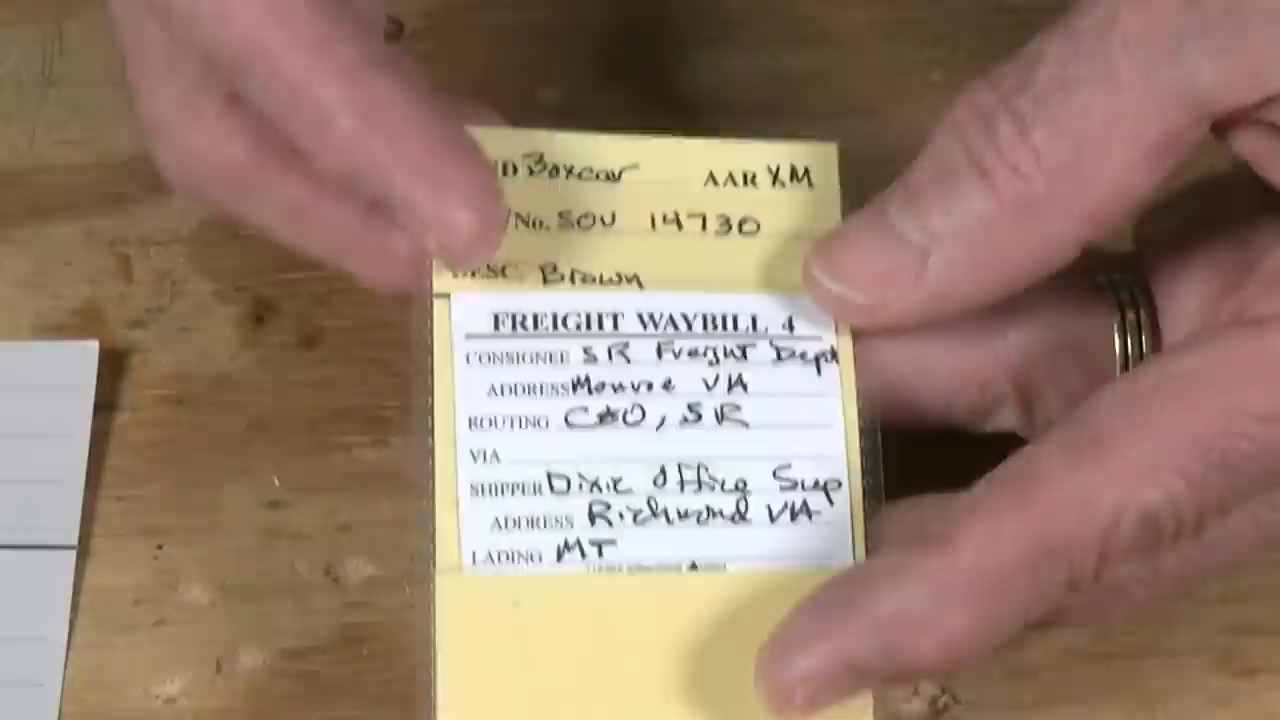 Boxcar AAR XM
/No. SOU 14730
DESC. Brown
FREIGHT WAYBILL 4
CONSIGNEE SR Freight Dept
ADDRESS Monroe VA
ROUTING C&O, SR
VIA
SHIPPER Dixie Office Sup
ADDRESS Richmond VA
LADING MT